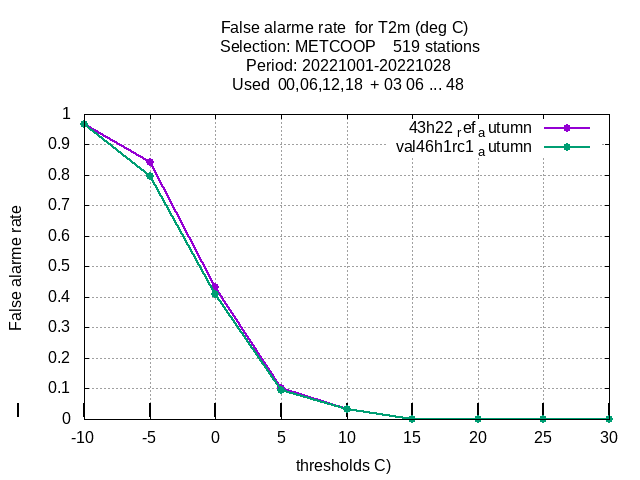 False alarme rate for T2m (deg C)
Selection: METCOOP 519 stations
Period: 20221001-20221028
Used 00,06,12,18 + 03 06 ... 48
43h22 ref a utumn
val46h1rc1 a utumn
1
0.9
0.8
0.7
0.6
0.5
0.4
0.3
0.2
0.1
0
False alarme rate
-10 -5 0 5 10 15 20 25 30
thresholds C)